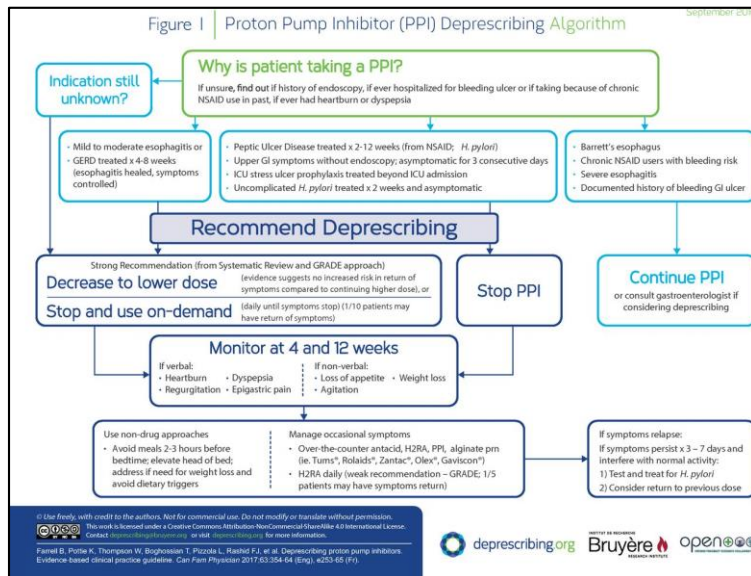 September 201
Figure 1 | Proton Pump Inhibitor (PPI) Deprescribing Algorithm
Indication still
unknown?
Why is patient taking a PPI?
If unsure, find out if history of endoscopy, if ever hospitalized for bleeding ulcer or if taking because of chronic
NSAID use in past, if ever had heartburn or dyspepsia
• Mild to moderate esophagitis or
• GERD treated x 4-8 weeks
(esophagitis healed, symptoms
controlled)
• Peptic Ulcer Disease treated x 2-12 weeks (from NSAID; H. pylori)
• Upper GI symptoms without endoscopy; asymptomatic for 3 consecutive days
• ICU stress ulcer prophylaxis treated beyond ICU admission
• Uncomplicated H. pylori treated x 2 weeks and asymptomatic
• Barrett's esophagus
• Chronic NSAID users with bleeding risk
• Severe esophagitis
• Documented history of bleeding GI ulcer
Recommend Deprescribing
Strong Recommendation (from Systematic Review and GRADE approach)
Decrease to lower dose (evidence suggests no increased risk in return of
symptoms compared to continuing higher dose), or
Stop and use on-demand (daily until symptoms stop) (1/10 patients may
have return of symptoms)
Stop PPI
Continue PPI
or consult gastroenterologist if
considering deprescribing
Monitor at 4 and 12 weeks
If verbal:
• Heartburn • Dyspepsia
• Regurgitation • Epigastric pain
If non-verbal:
• Loss of appetite • Weight loss
• Agitation
Use non-drug approaches
• Avoid meals 2-3 hours before
bedtime; elevate head of bed;
address if need for weight loss and
avoid dietary triggers
Manage occasional symptoms
• Over-the-counter antacid, H2RA, PPI, alginate prn
(ie. Tums®, Rolaids®, Zantac®, Olex®, Gaviscon®)
• H2RA daily (weak recommendation – GRADE; 1/5
patients may have symptoms return)
If symptoms relapse:
If symptoms persist x 3 – 7 days and
interfere with normal activity:
1) Test and treat for H. pylori
2) Consider return to previous dose
© Use freely, with credit to the authors. Not for commercial use. Do not modify or translate without permission.
This work is licensed under a Creative Commons Attribution-NonCommercial-ShareAlike 4.0 International License.
Contact deprescribing@bruyere.org or visit deprescribing.org for more information.
Farrell B, Pottie K, Thompson W, Boghossian T, Pizzola L, Rashid FJ, et al. Deprescribing proton pump inhibitors.
Evidence-based clinical practice guideline. Can Fam Physician 2017;63:354-64 (Eng), e253-65 (Fr).
deprescribing.org
INSTITUT DE RECHERCHE
Bruyère
RESEARCH INSTITUTE
open